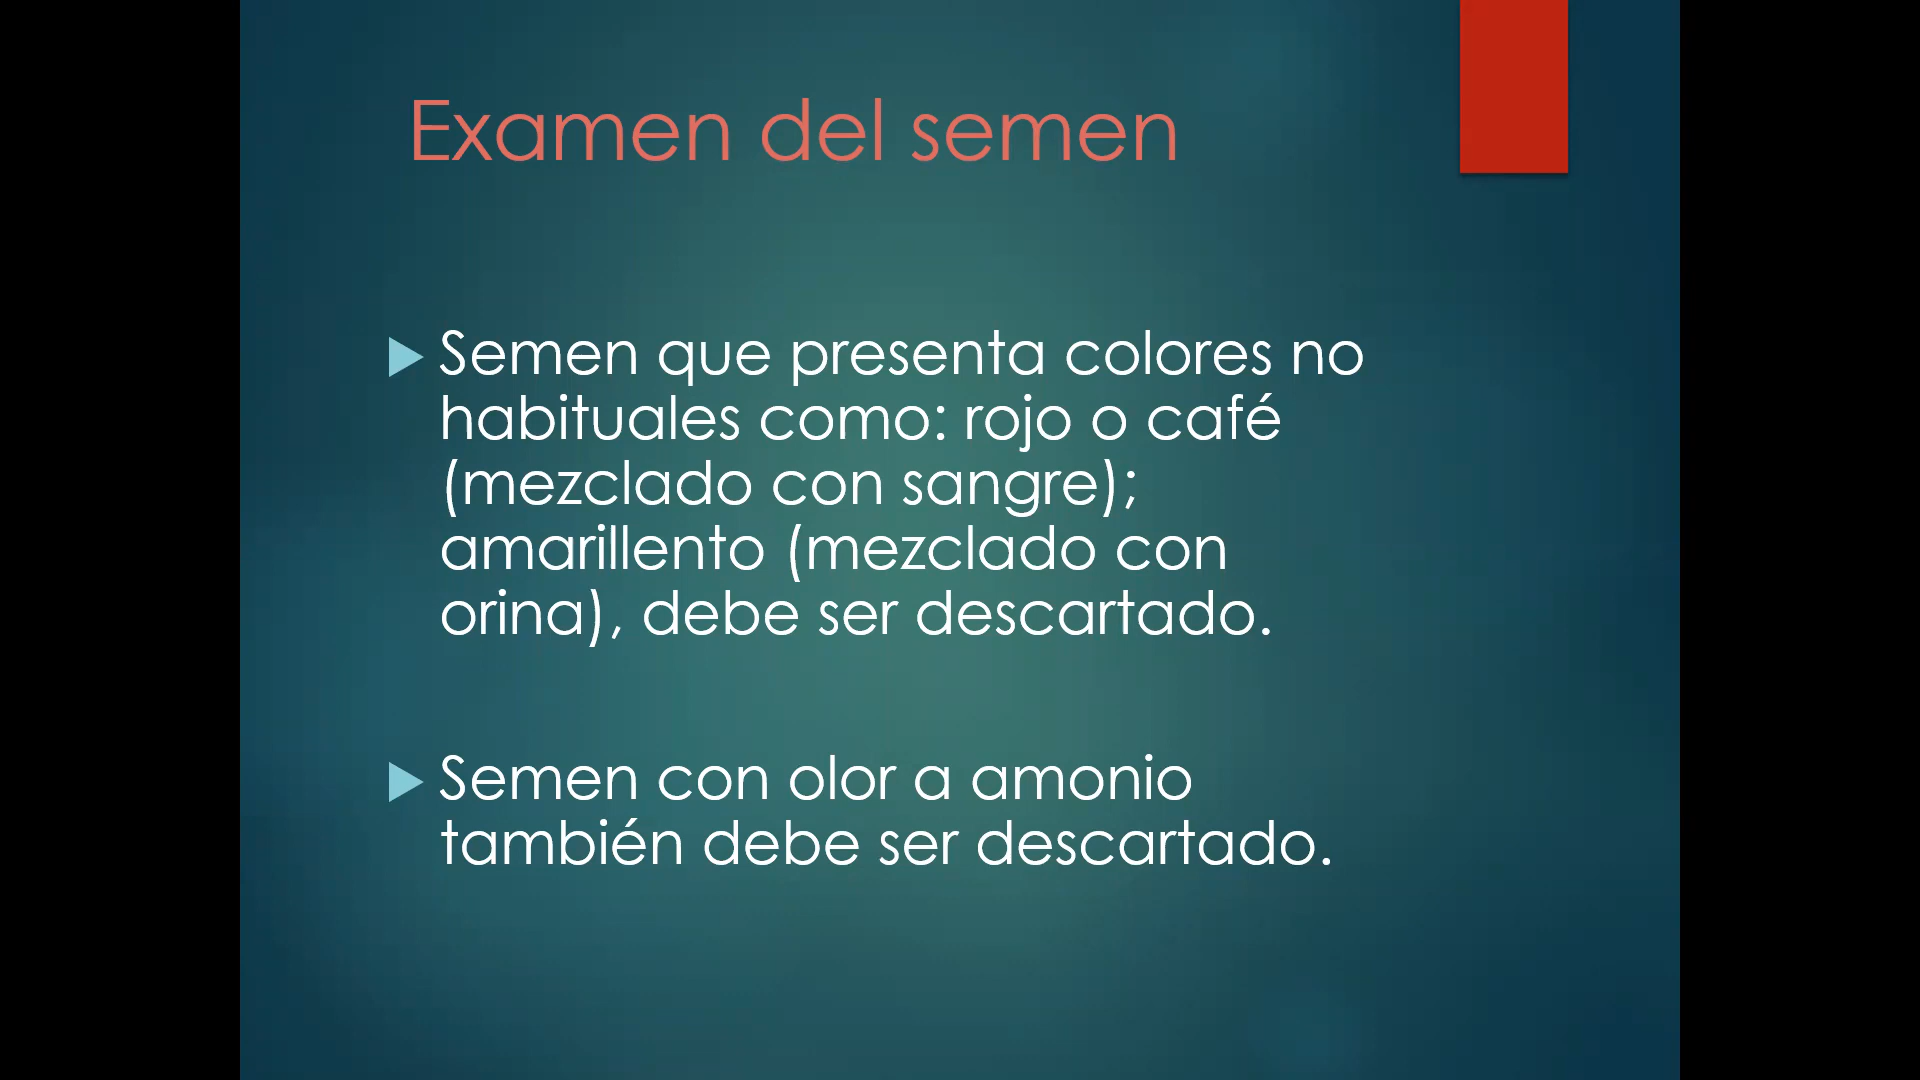 Examen del semen
Semen que presenta colores no
habituales como: rojo o café
(mezclado con sangre);
amarillento (mezclado con
orina), debe ser descartado.
Semen con olor a amonio
también debe ser descartado.